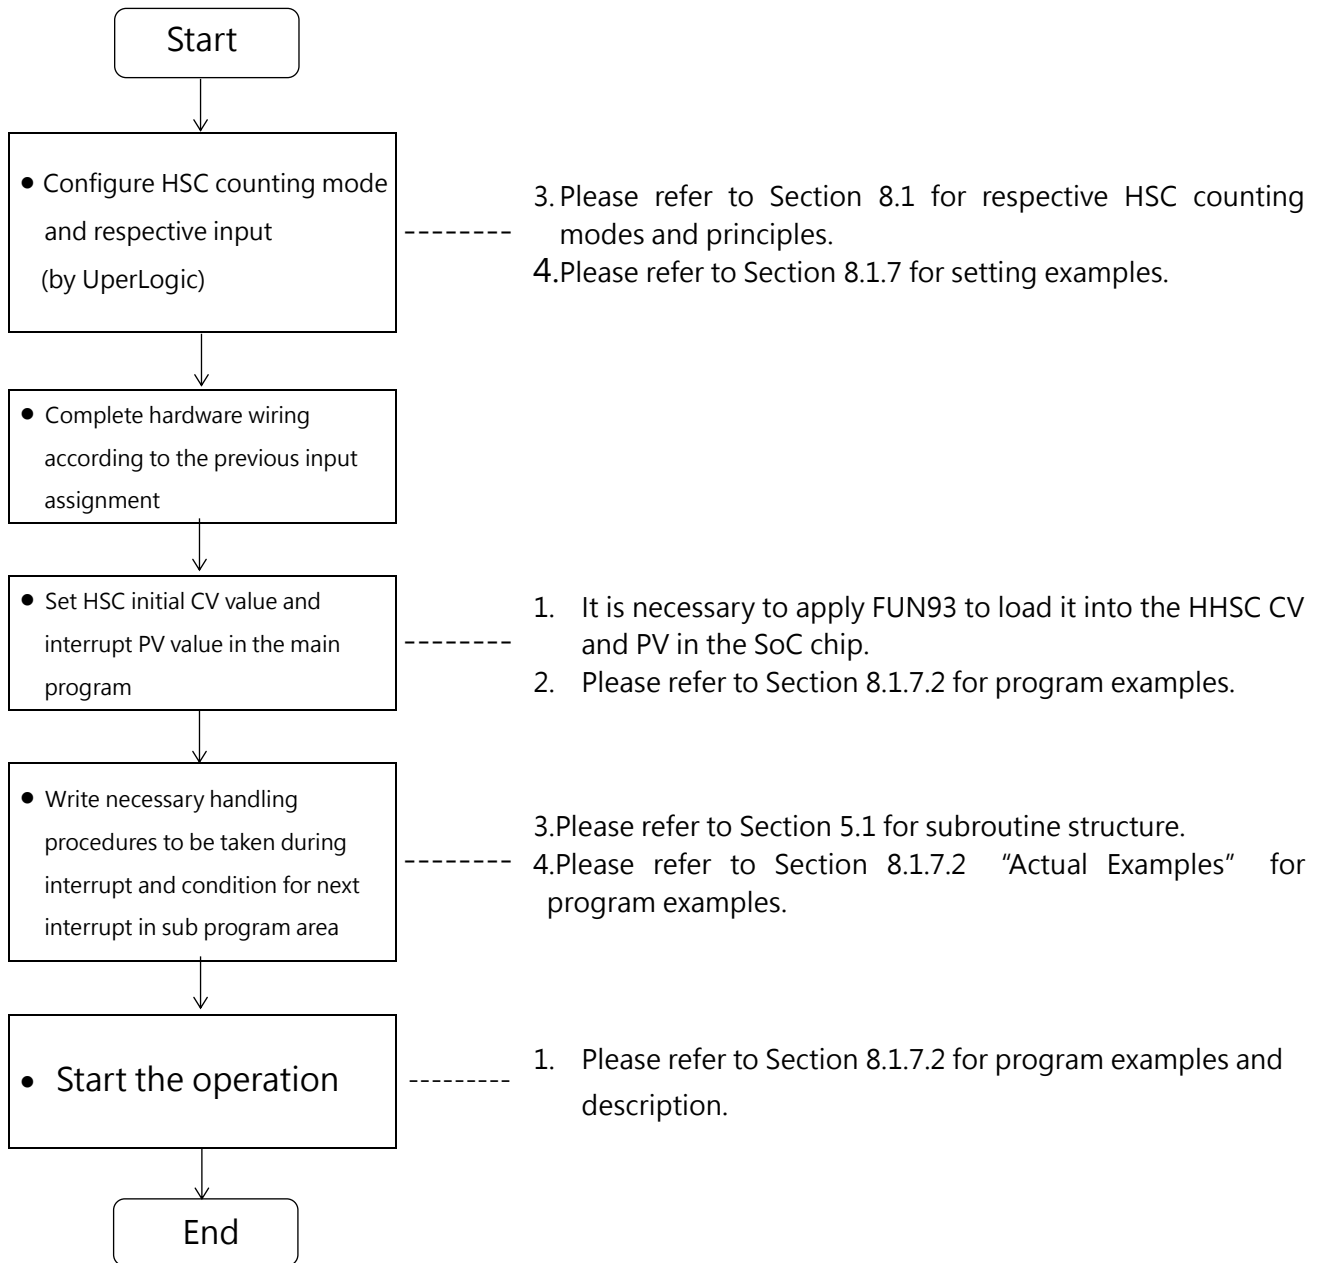 Start
• Configure HSC counting mode
and respective input
(by UperLogic)
3. Please refer to Section 8.1 for respective HSC counting
modes and principles.
4.Please refer to Section 8.1.7 for setting examples.
• Complete hardware wiring
according to the previous input
assignment
• Set HSC initial CV value and
interrupt PV value in the main
program
1. It is necessary to apply FUN93 to load it into the HHSC CV
and PV in the SoC chip.
2. Please refer to Section 8.1.7.2 for program examples.
• Write necessary handling
procedures to be taken during
interrupt and condition for next
interrupt in sub program area
3.Please refer to Section 5.1 for subroutine structure.
4.Please refer to Section 8.1.7.2 “Actual Examples” for
program examples.
• Start the operation
1. Please refer to Section 8.1.7.2 for program examples and
description.
End